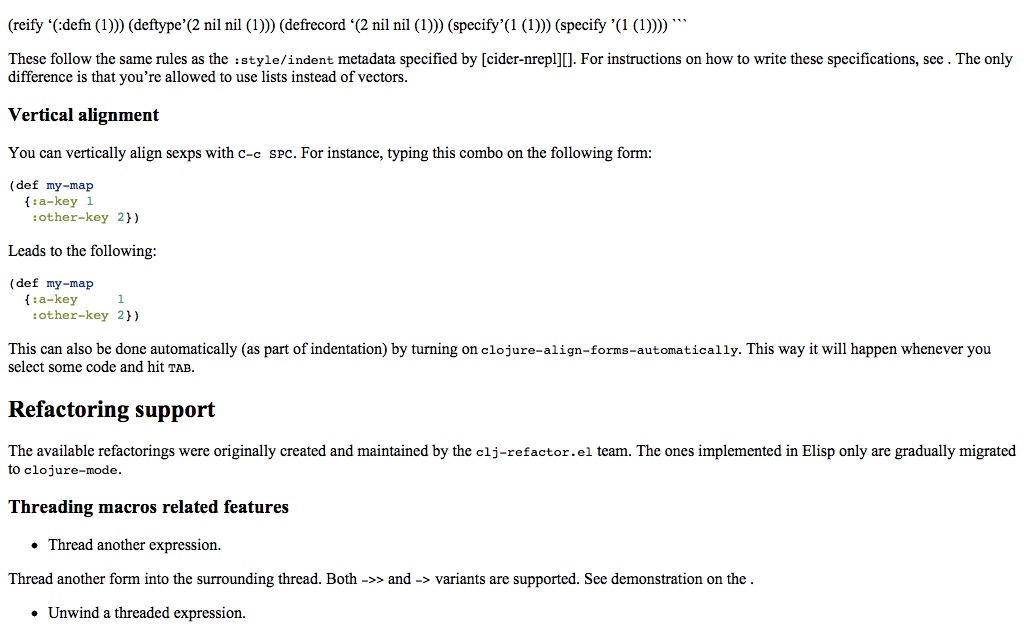 (reify ‘(:defn (1))) (deftype’(2 nil nil (1))) (defrecord ‘(2 nil nil (1))) (specify’(1 (1))) (specify ’(1 (1)))) ```
These follow the same rules as the :style/indent metadata specified by [cider-nrepl][]. For instructions on how to write these specifications, see . The only
difference is that you’re allowed to use lists instead of vectors.
Vertical alignment
You can vertically align sexps with C-c SPC. For instance, typing this combo on the following form:
(def my-map
  {:a-key 1
   :other-key 2})
Leads to the following:
(def my-map
  {:a-key     1
   :other-key 2})
This can also be done automatically (as part of indentation) by turning on clojure-align-forms-automatically. This way it will happen whenever you
select some code and hit TAB.
Refactoring support
The available refactorings were originally created and maintained by the clj-refactor.el team. The ones implemented in Elisp only are gradually migrated
to clojure-mode.
Threading macros related features
• Thread another expression.
Thread another form into the surrounding thread. Both ->> and -> variants are supported. See demonstration on the .
• Unwind a threaded expression.